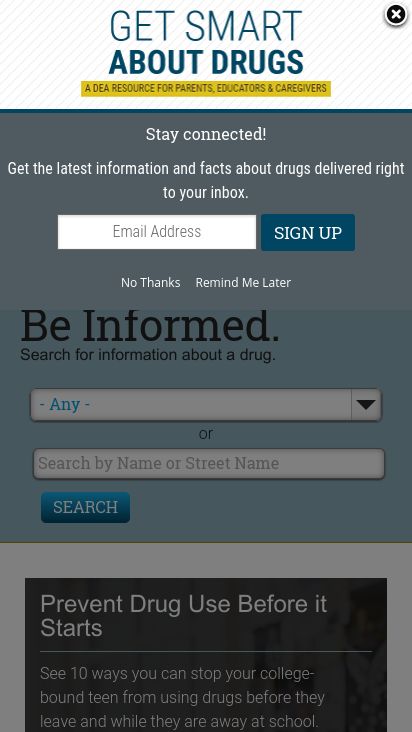 GET SMART
ABOUT DRUGS
A DEA RESOURCE FOR PARENTS, EDUCATORS & CAREGIVERS
Stay connected!
Get the latest information and facts about drugs delivered right
to your inbox.
Email Address
SIGN UP
No Thanks
Remind Me Later
Be Informed.
Search for information about a drug.
- Any -
or
Search by Name or Street Name
SEARCH
Prevent Drug Use Before it
Starts
See 10 ways you can stop your college-
bound teen from using drugs before they
leave and while they are away at school.